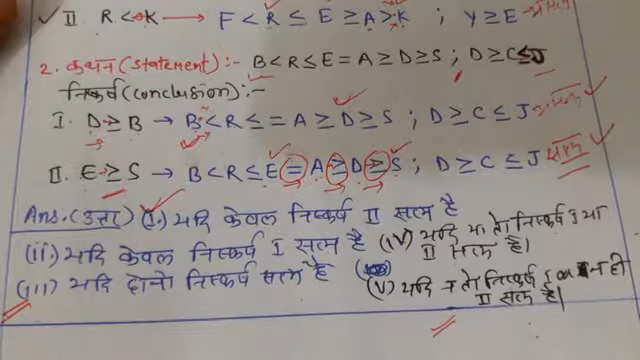 II R < K → F < R ≤ E ≥ A > K ; Y ≥ E →
2. कथन (statement) :- B < R ≤ E = A ≥ D ≥ S ; D ≥ C ≤ J
निष्कर्ष (conclusion) :-
I. D ≥ B → B < R ≤ = A ≥ D ≥ S ; D ≥ C ≤ J →
II. E ≥ S → B < R ≤ E = A ≥ D ≥ S ; D ≥ C ≤ J
Ans. (उत्तर) (i.) यदि केवल निष्कर्ष II सत्य है
(ii) यदि केवल निष्कर्ष I सत्य है (iv) यदि या तो निष्कर्ष I या II सत्य है।
(iii) यदि दोनो निष्कर्ष सत्य है (v) यदि न तो निष्कर्ष I न ही II सत्य है।